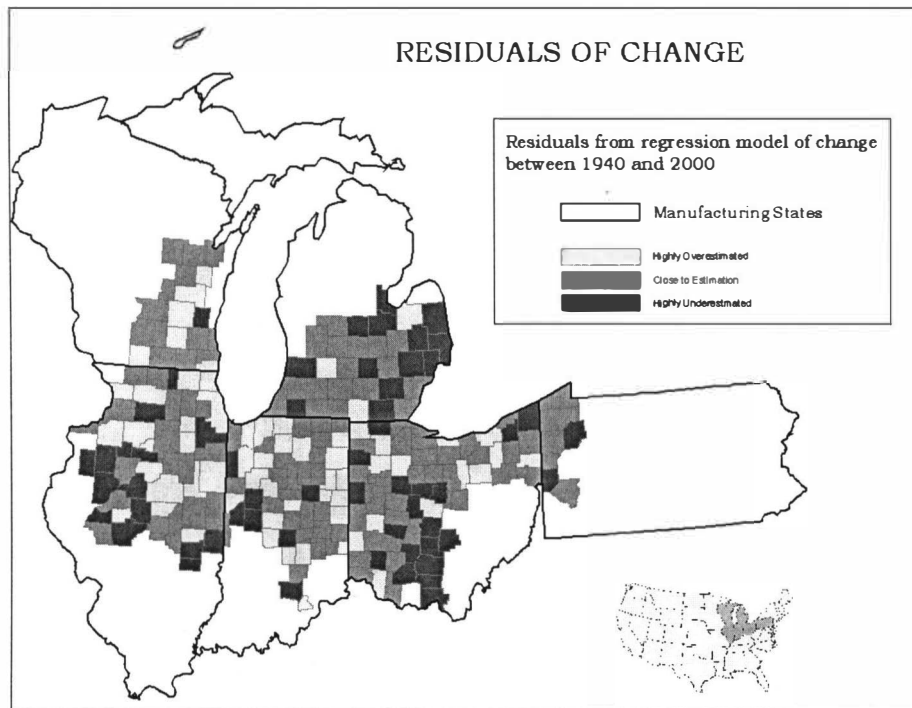 RESIDUALS OF CHANGE
Residuals from regression model of change
between 1940 and 2000
Manufacturing States
Highly Overestimated
Close to Estimation
Highly Underestimated